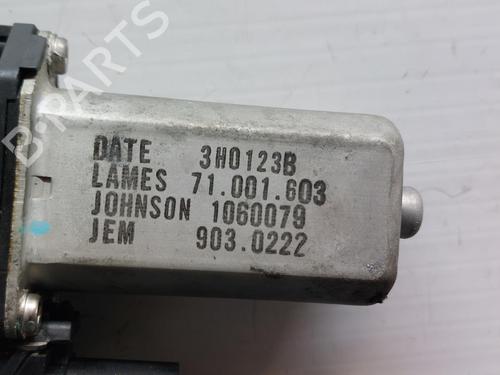 B-PARTS
DATE 3H0123B
LAMES 71.001.603
JOHNSON 1060079
JEM 903.0222